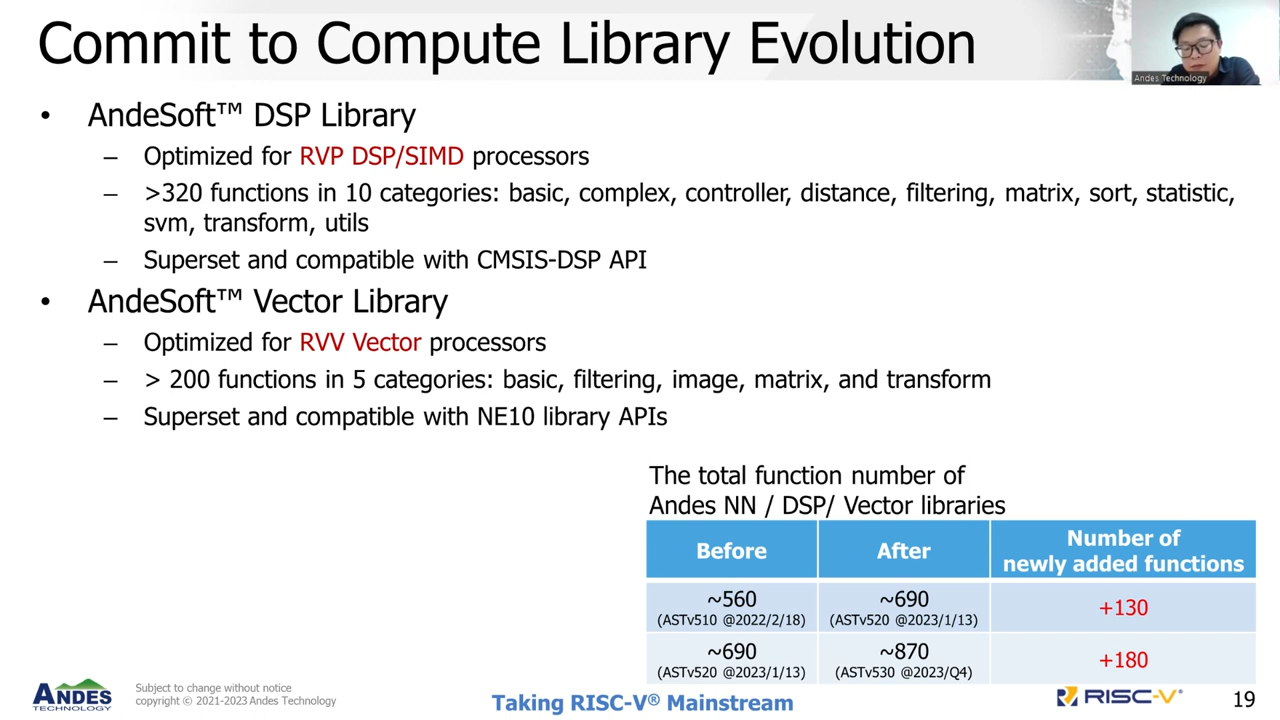 Commit to Compute Library Evolution
Andes Technology
• AndeSoft™ DSP Library
– Optimized for RVP DSP/SIMD processors
– >320 functions in 10 categories: basic, complex, controller, distance, filtering, matrix, sort, statistic,
svm, transform, utils
– Superset and compatible with CMSIS-DSP API
• AndeSoft™ Vector Library
– Optimized for RVV Vector processors
– > 200 functions in 5 categories: basic, filtering, image, matrix, and transform
– Superset and compatible with NE10 library APIs
The total function number of
Andes NN / DSP/ Vector libraries
Before After Number of
newly added functions
~560 ~690 +130
(ASTv510 @2022/2/18) (ASTv520 @2023/1/13)
~690 ~870 +180
(ASTv520 @2023/1/13) (ASTv530 @2023/Q4)
ANDES
TECHNOLOGY
Subject to change without notice
copyright © 2021-2023 Andes Technology
Taking RISC-V® Mainstream
RISC-V®
19